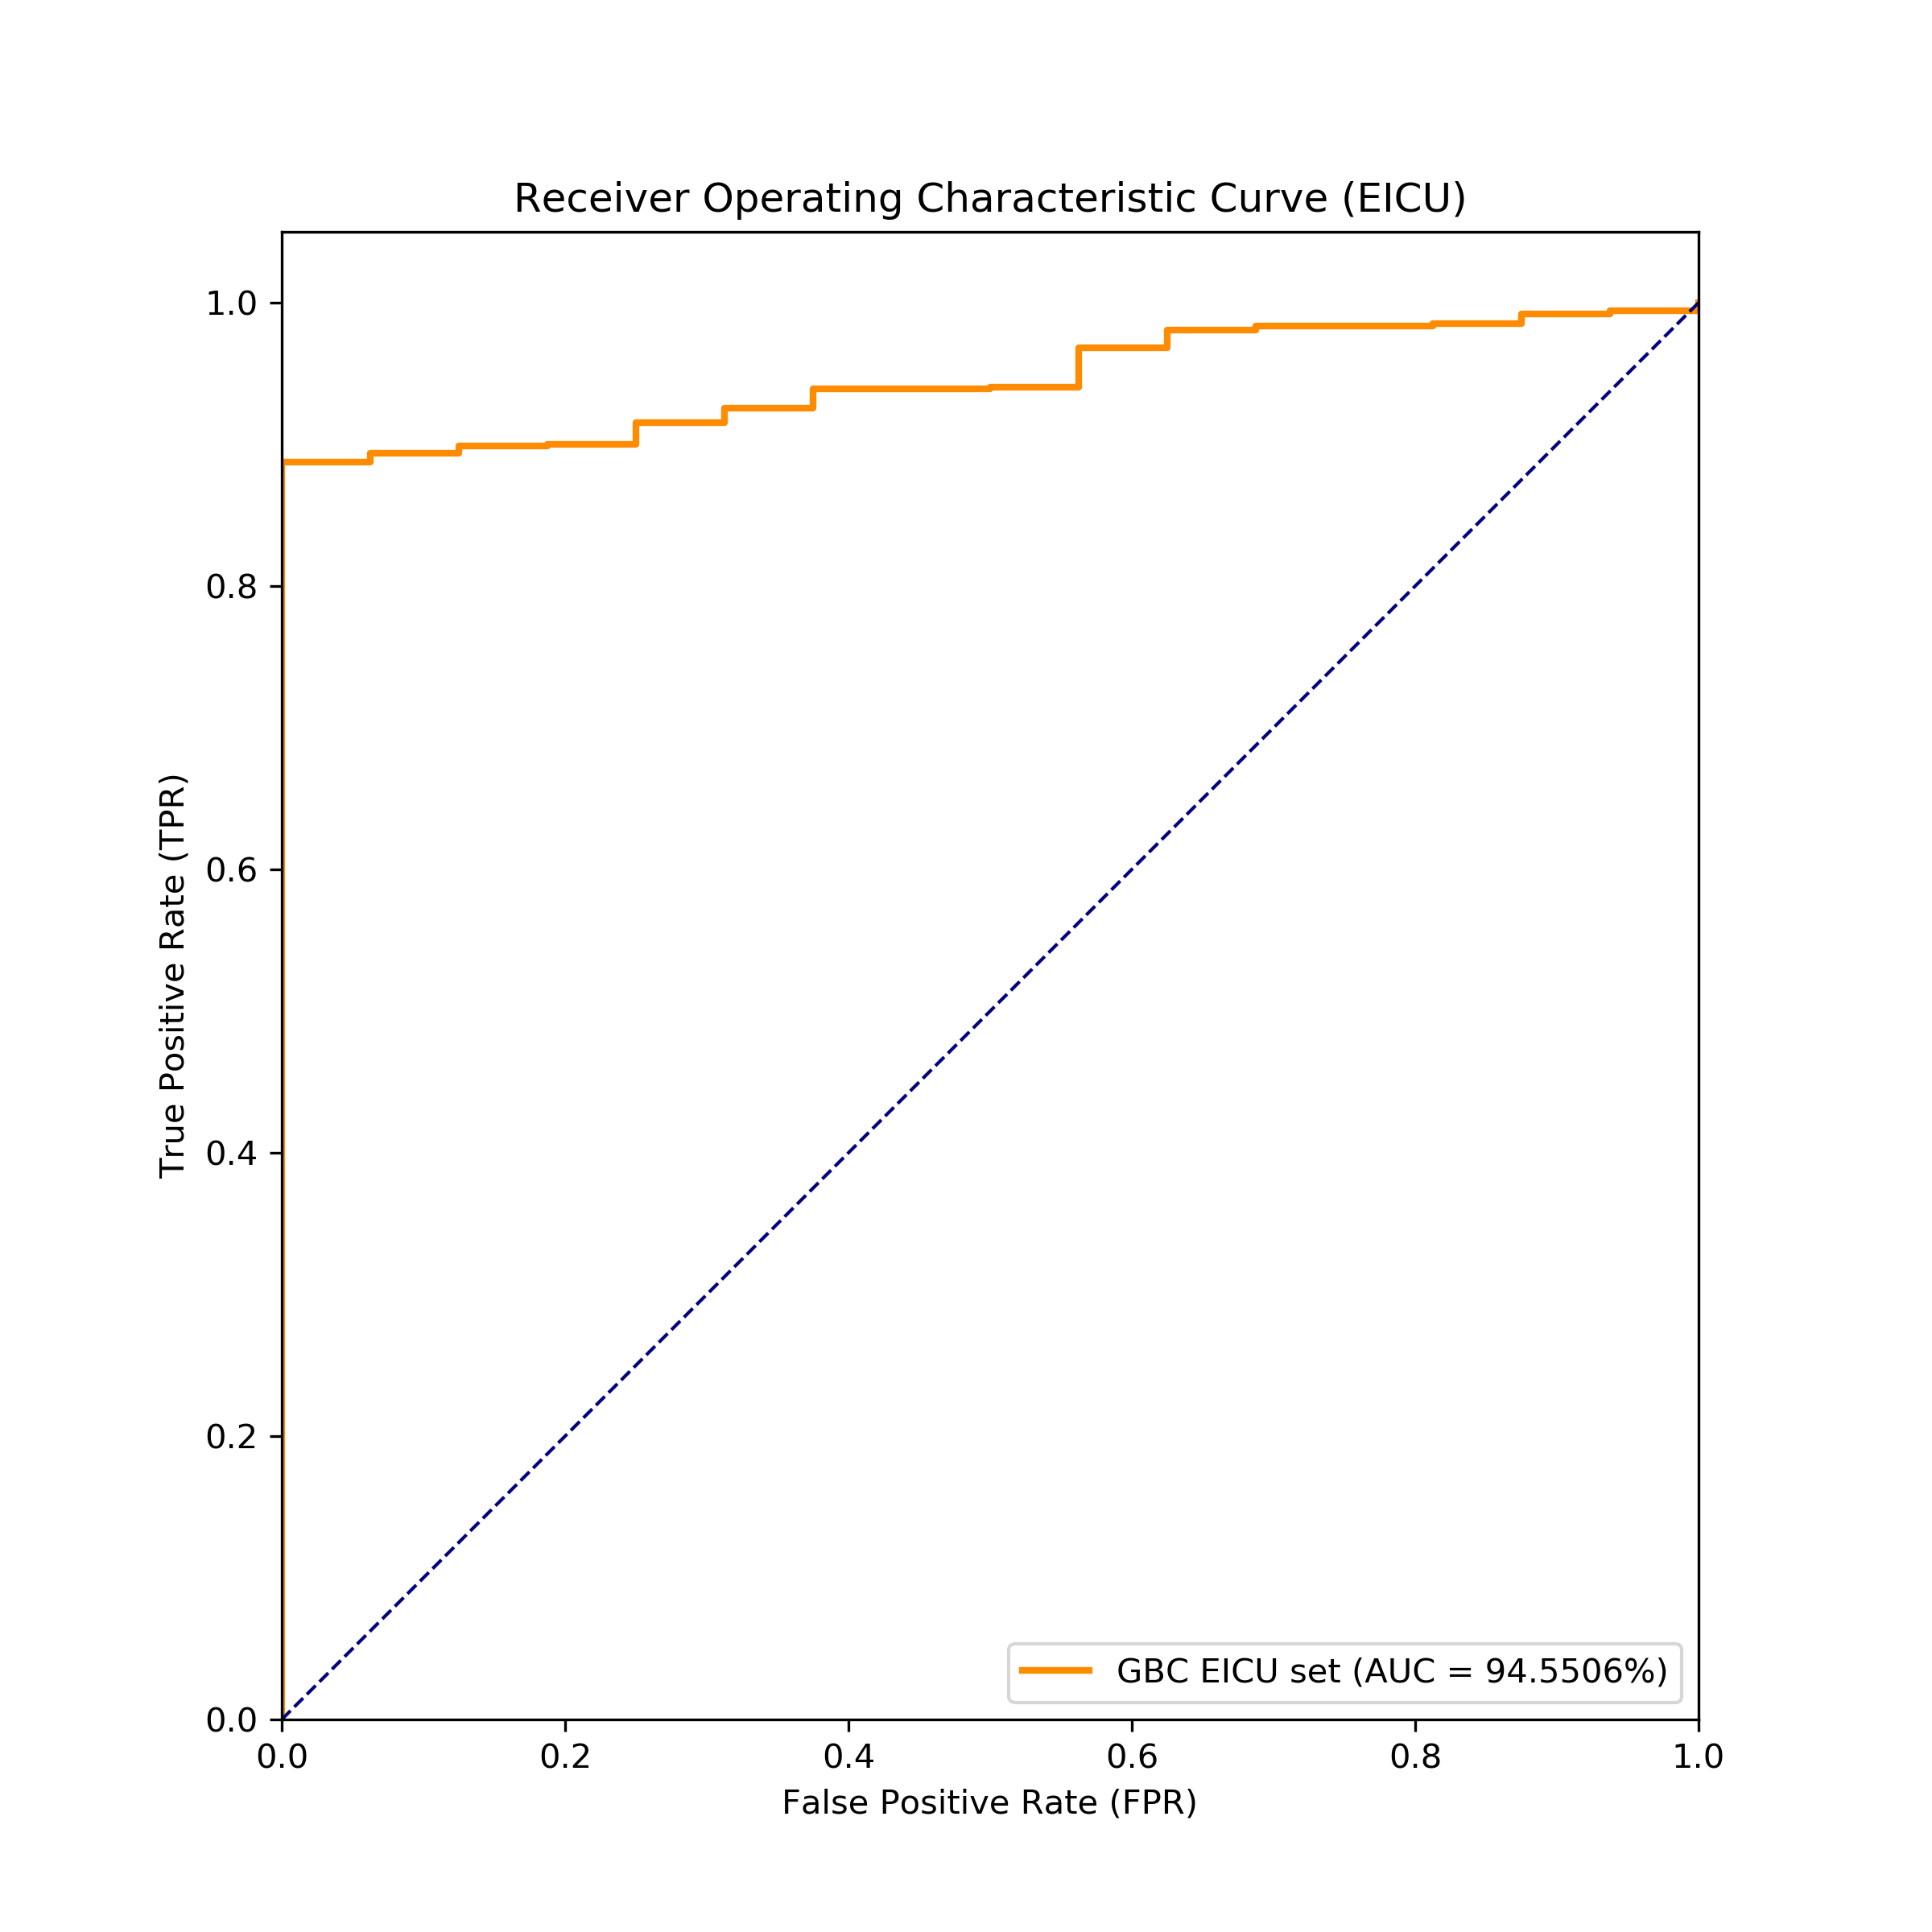 Receiver Operating Characteristic Curve (EICU)
1.0
0.8
0.6
0.4
0.2
0.0
True Positive Rate (TPR)
GBC EICU set (AUC = 94.5506%)
0.0 0.2 0.4 0.6 0.8 1.0
False Positive Rate (FPR)